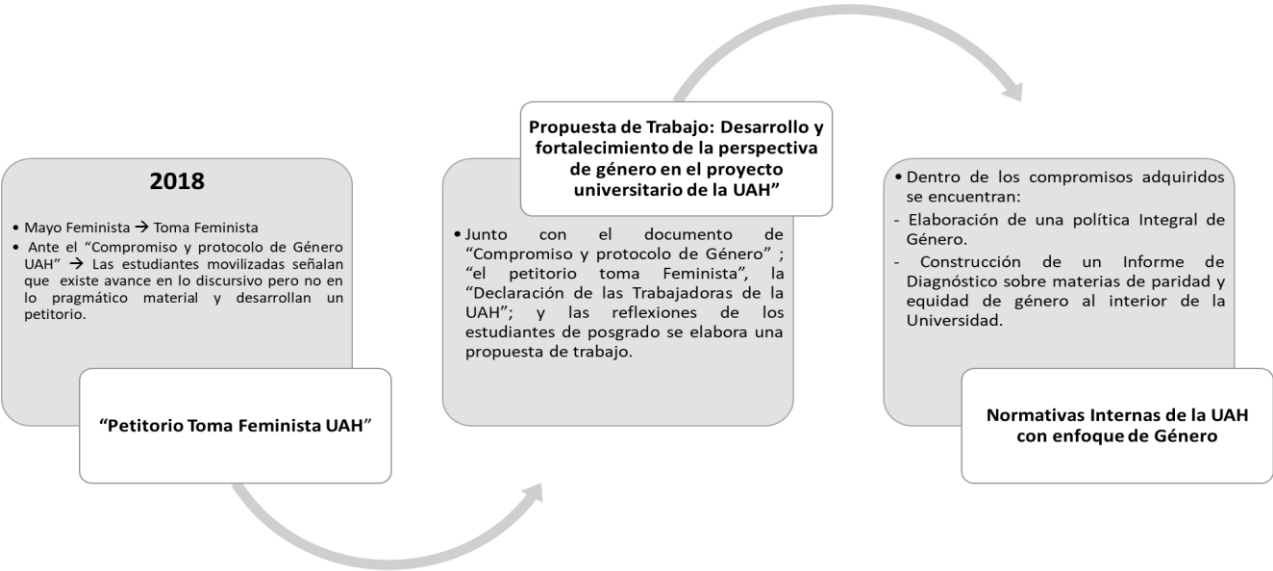 2018
• Mayo Feminista → Toma Feminista
• Ante el “Compromiso y protocolo de Género
UAH” → Las estudiantes movilizadas señalan
que existe avance en lo discursivo pero no en
lo pragmático material y desarrollan un
petitorio.
“Petitorio Toma Feminista UAH”
Propuesta de Trabajo: Desarrollo y
fortalecimiento de la perspectiva
de género en el proyecto
universitario de la UAH”
• Junto con el documento de
“Compromiso y protocolo de Género” ;
“el petitorio toma Feminista”, la
“Declaración de las Trabajadoras de la
UAH”; y las reflexiones de los
estudiantes de posgrado se elabora una
propuesta de trabajo.
• Dentro de los compromisos adquiridos
se encuentran:
- Elaboración de una política Integral de
Género.
- Construcción de un Informe de
Diagnóstico sobre materias de paridad y
equidad de género al interior de la
Universidad.
Normativas Internas de la UAH
con enfoque de Género